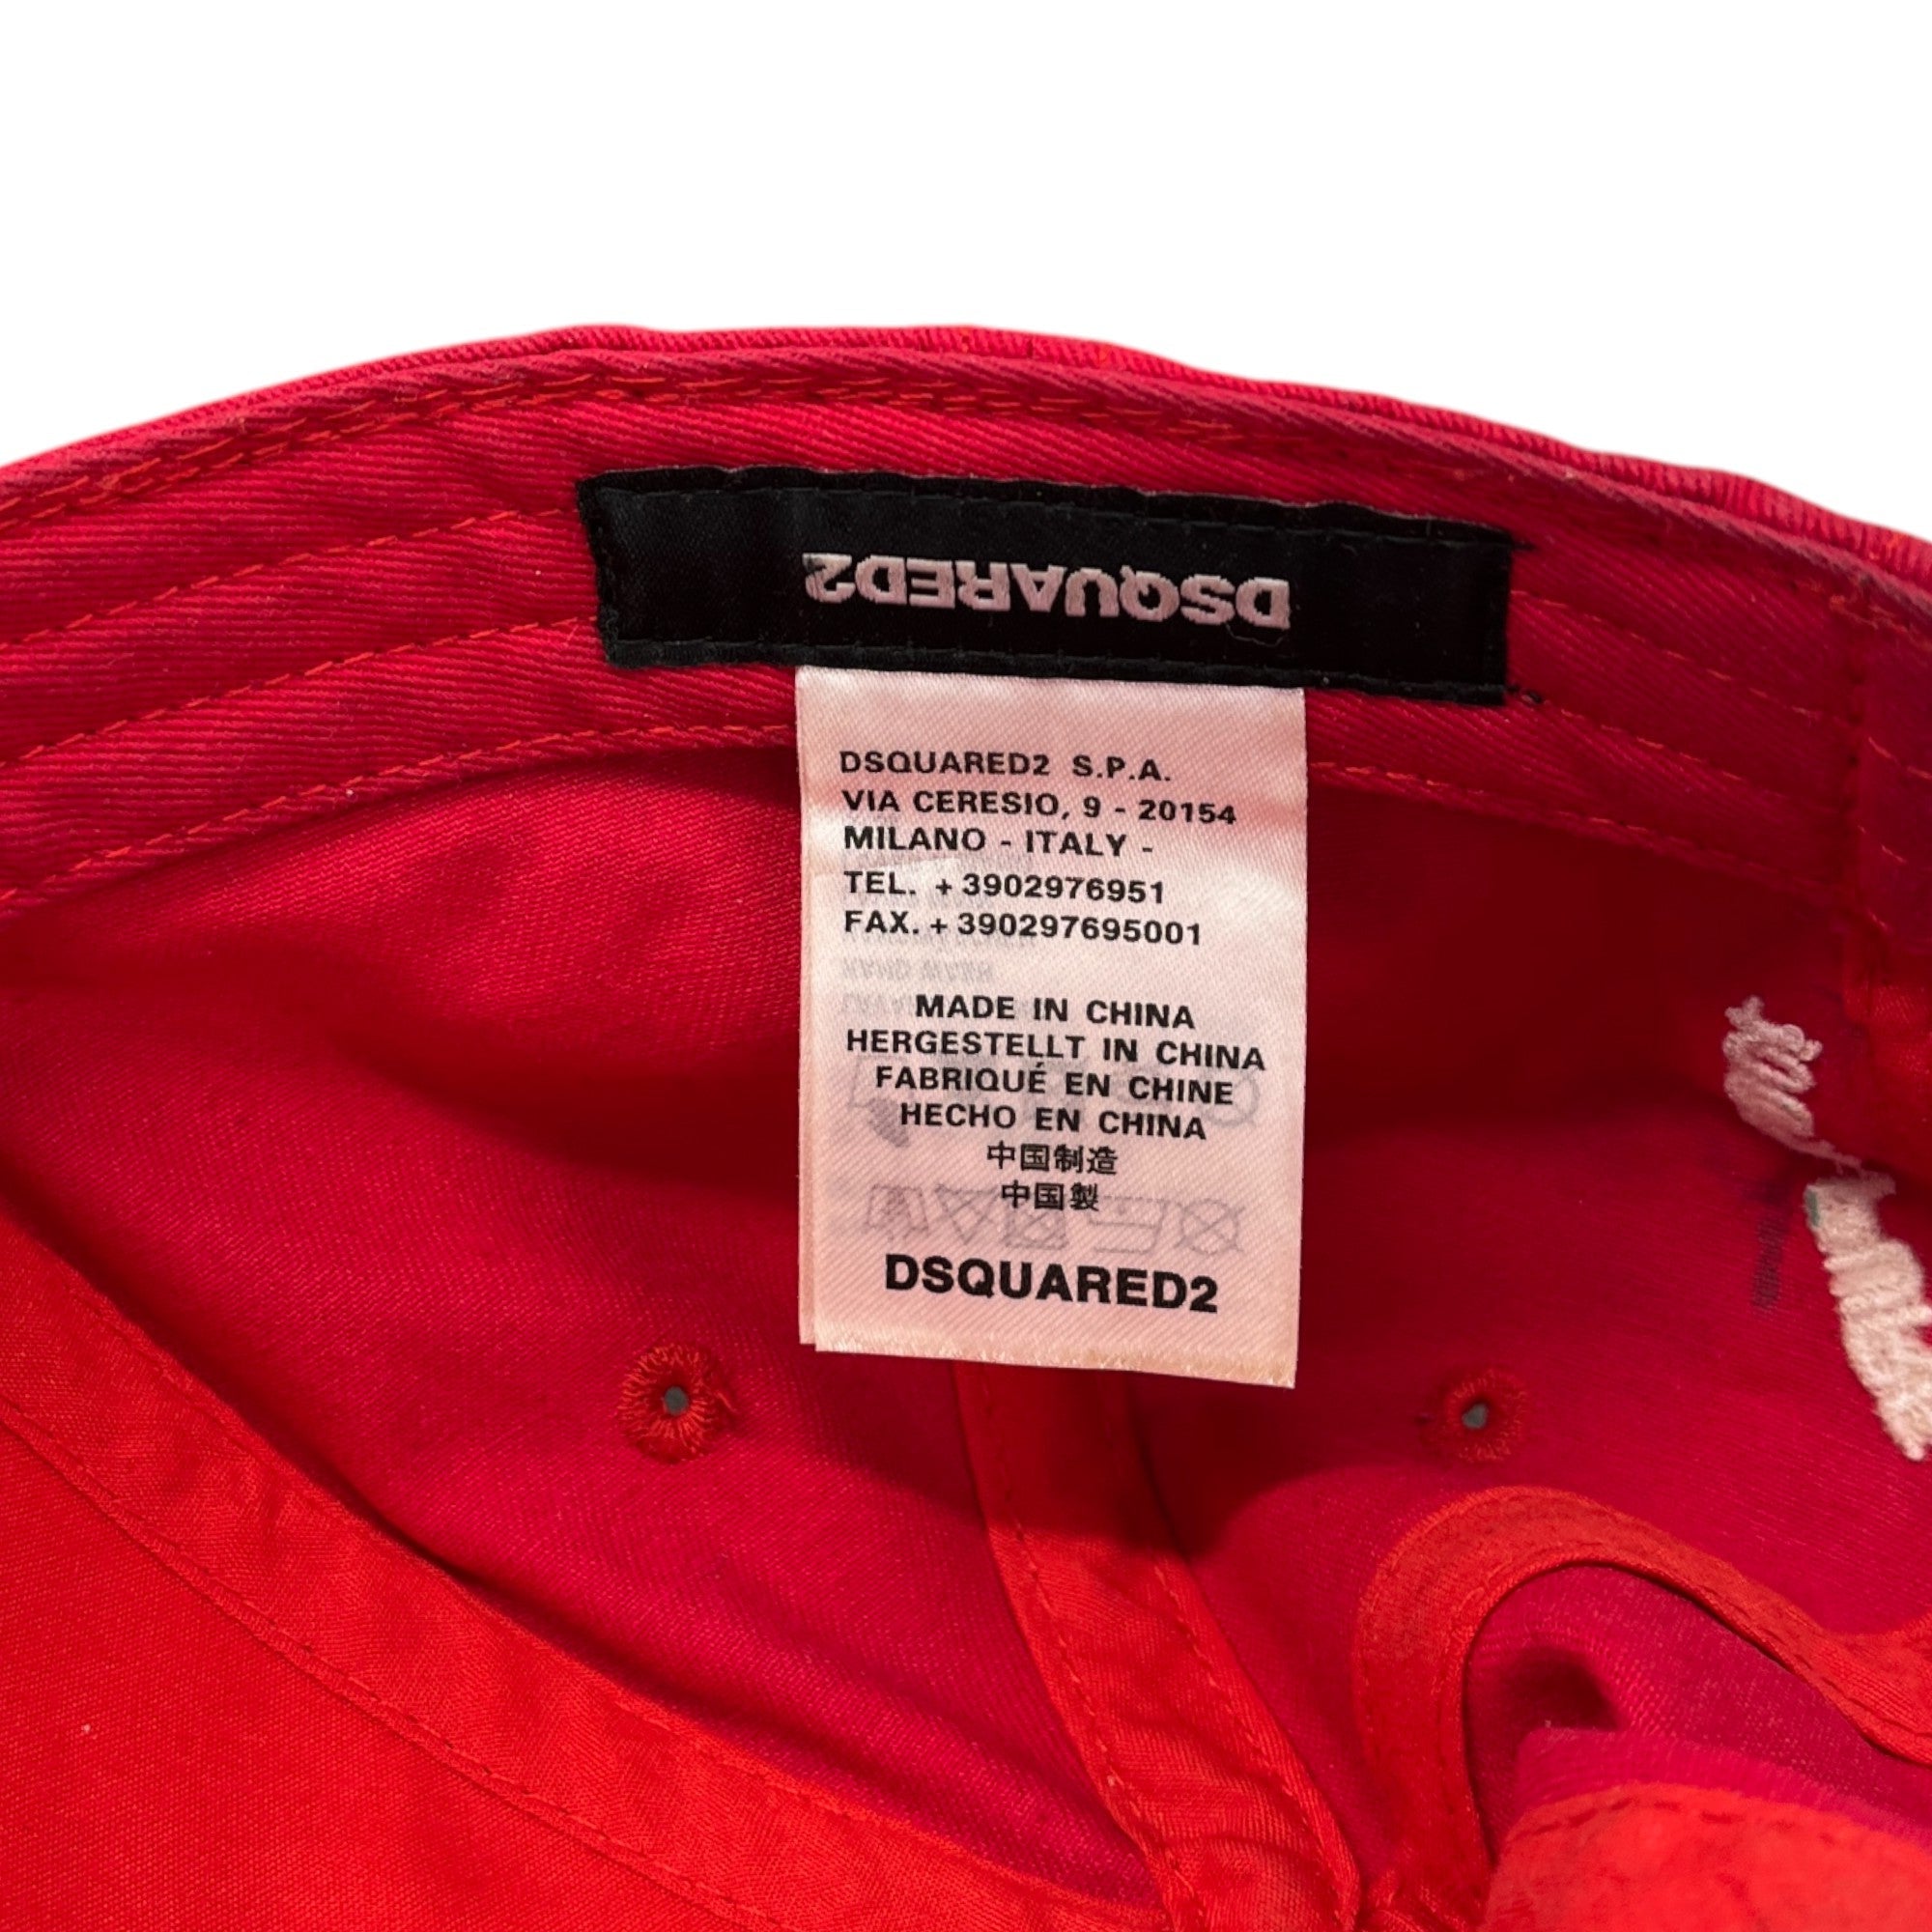 DSQUARED2
DSQUARED2 S.P.A.
VIA CERESIO, 9 - 20154
MILANO - ITALY -
TEL. +3902976951
FAX.+390297695001
MADE IN CHINA
HERGESTELLT IN CHINA
FABRIQUÉ EN CHINE
HECHO EN CHINA
中国制造
中国製
DSQUARED2